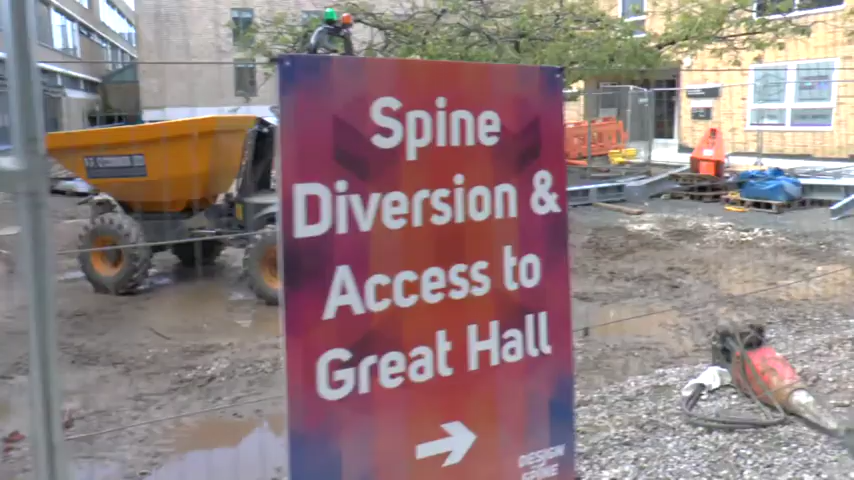 Spine
Diversion &
Access to
Great Hall
DESIGN
SPINE